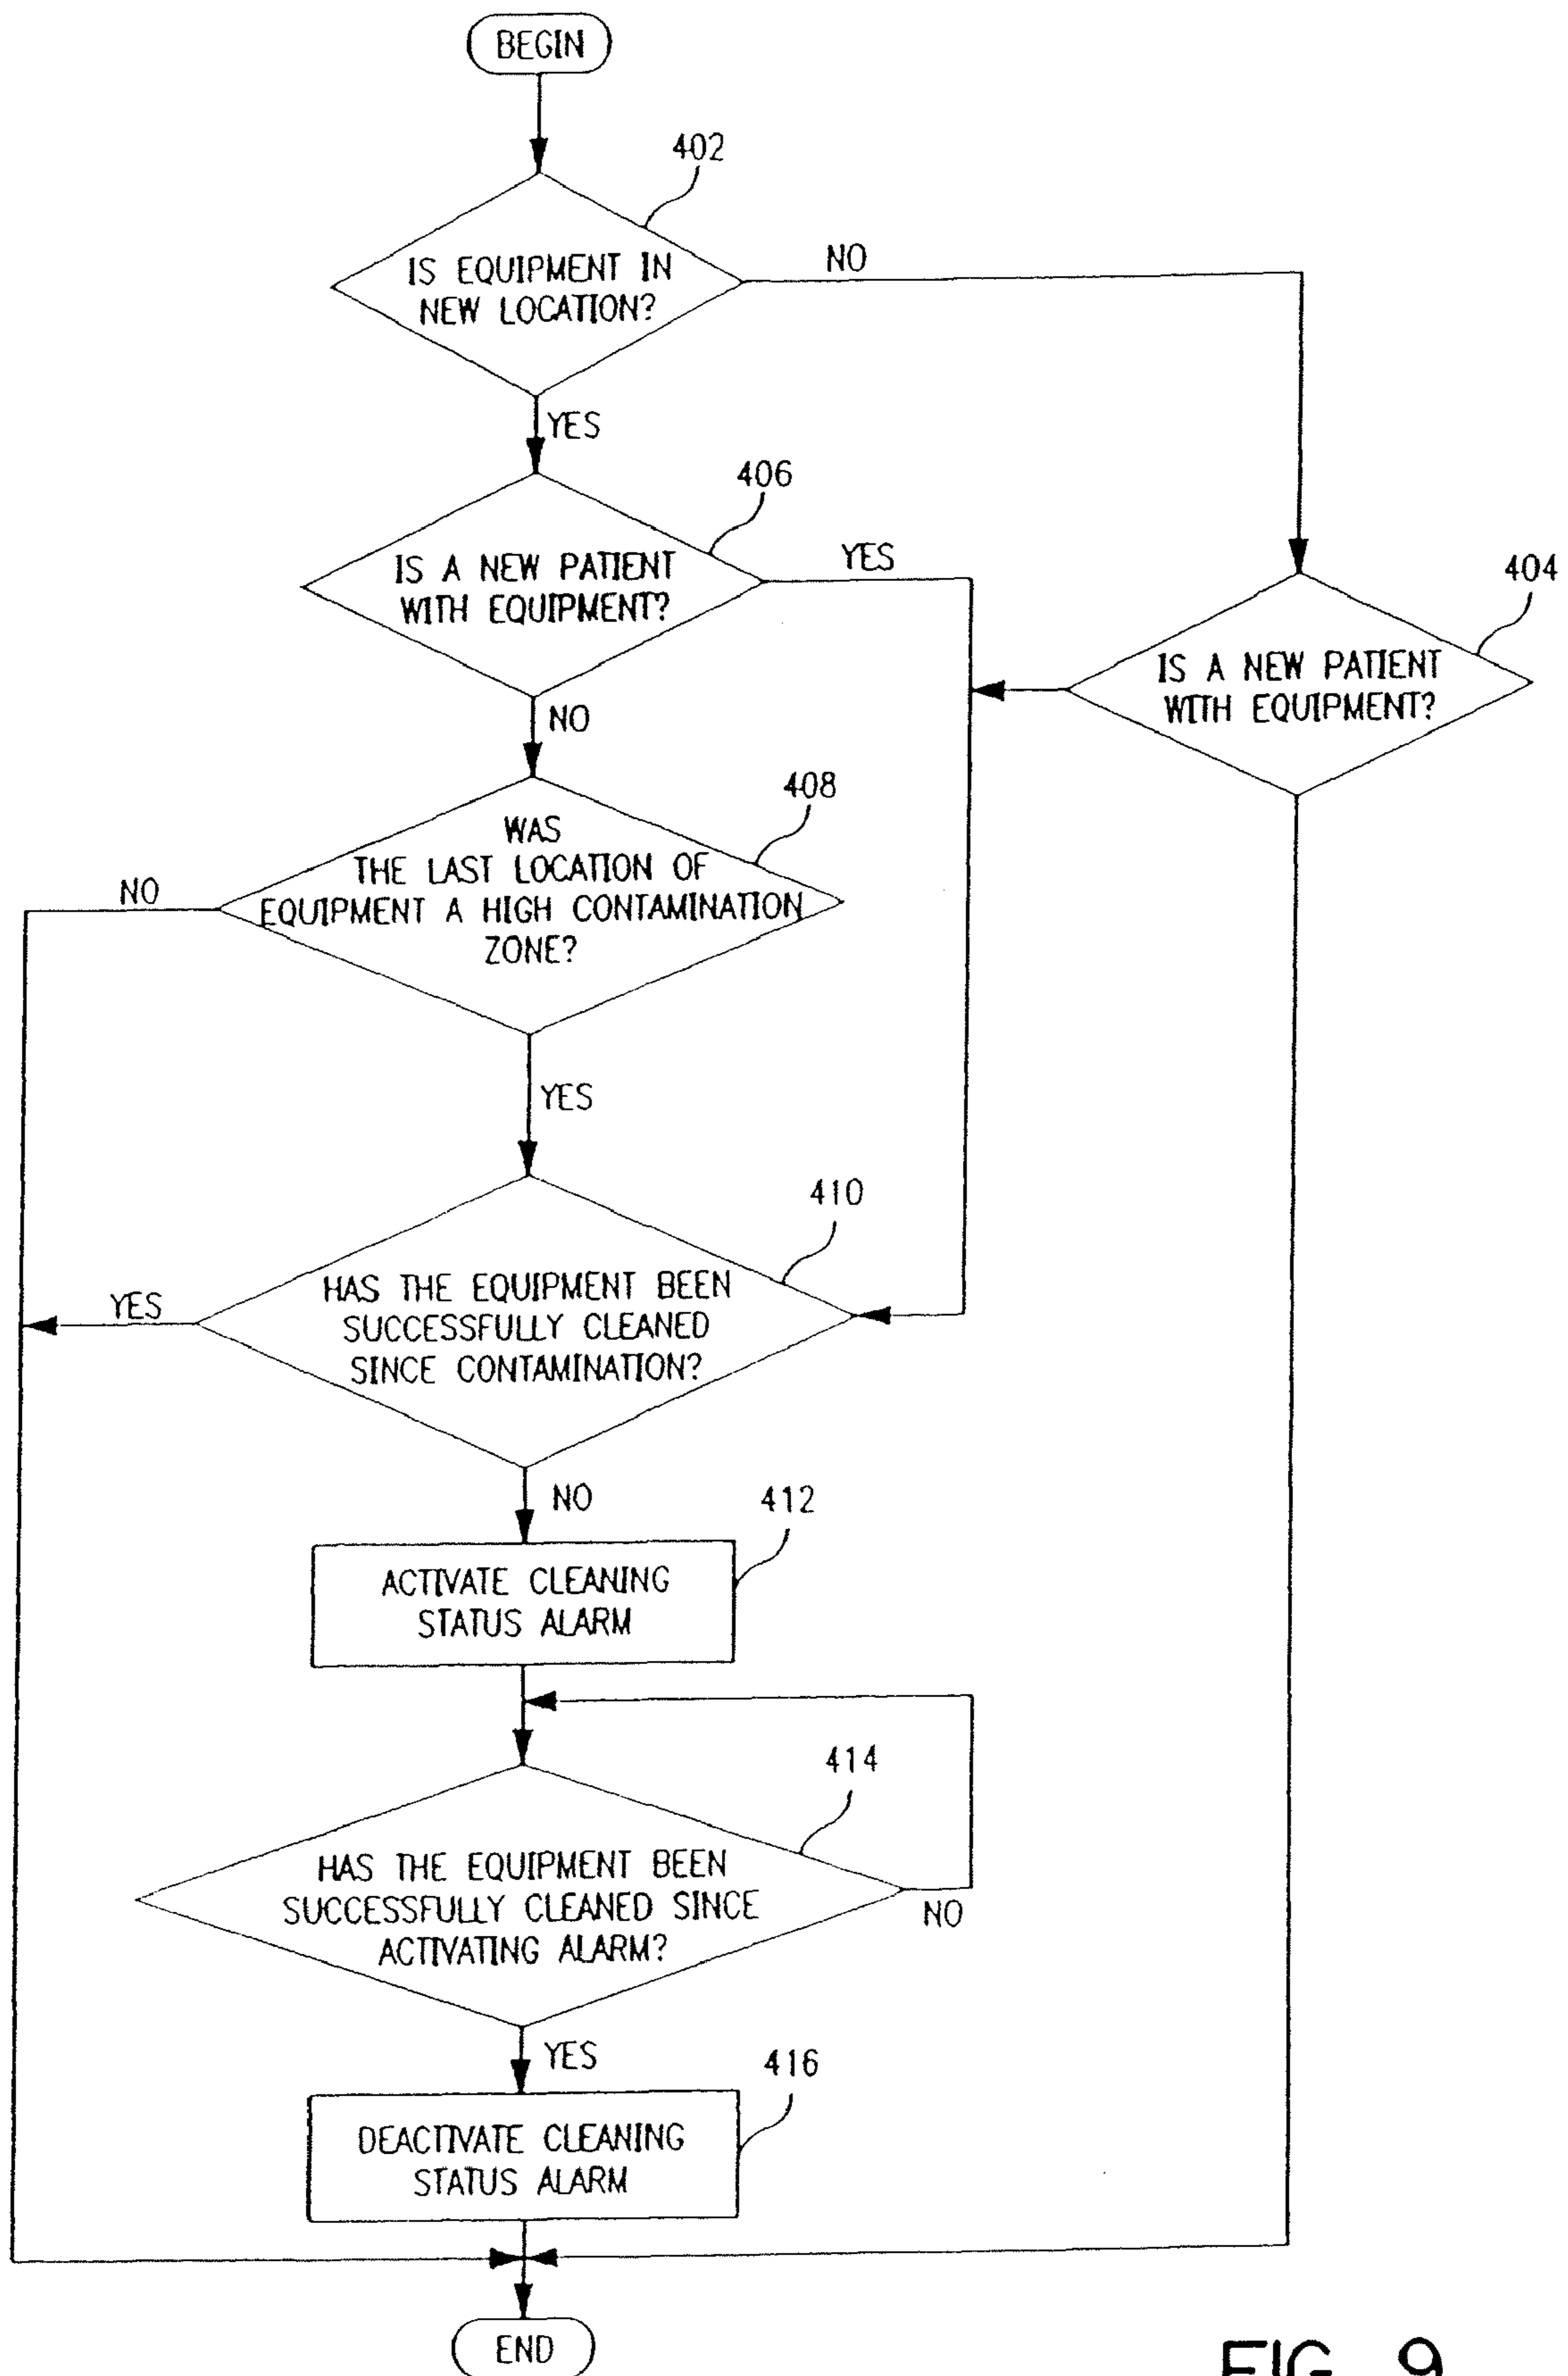 BEGIN
402
IS EQUIPMENT IN
NEW LOCATION?
NO
YES
406
IS A NEW PATIENT
WITH EQUIPMENT?
YES
404
IS A NEW PATIENT
WITH EQUIPMENT?
NO
408
WAS
THE LAST LOCATION OF
EQUIPMENT A HIGH CONTAMINATION
ZONE?
NO
YES
410
HAS THE EQUIPMENT BEEN
SUCCESSFULLY CLEANED
SINCE CONTAMINATION?
YES
NO
412
ACTIVATE CLEANING
STATUS ALARM
414
HAS THE EQUIPMENT BEEN
SUCCESSFULLY CLEANED SINCE
ACTIVATING ALARM?
NO
YES
416
DEACTIVATE CLEANING
STATUS ALARM
END
FIG. 9